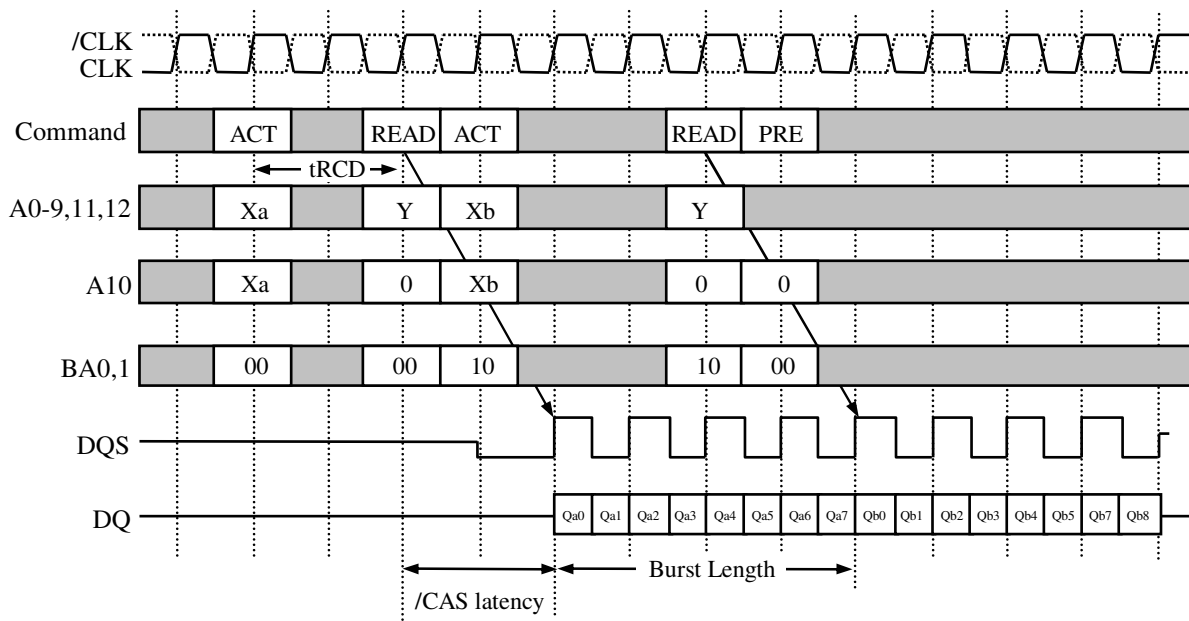 /CLK
CLK
Command ACT READ ACT READ PRE
tRCD
A0-9,11,12 Xa Y Xb Y
A10 Xa 0 Xb 0 0
BA0,1 00 00 10 10 00
DQS
DQ Qa0 Qa1 Qa2 Qa3 Qa4 Qa5 Qa6 Qa7 Qb0 Qb1 Qb2 Qb3 Qb4 Qb5 Qb7 Qb8
Burst Length
/CAS latency